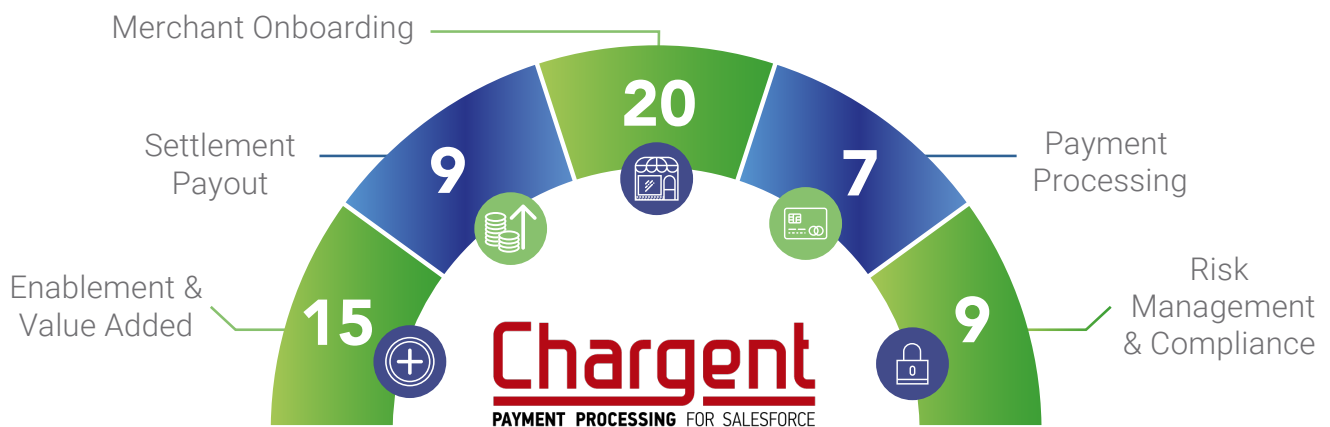 Merchant Onboarding
20
Settlement
Payout
9
7
Payment
Processing
Enablement &
Value Added
15
9
Risk
Management
& Compliance
0
Chargent
PAYMENT PROCESSING FOR SALESFORCE